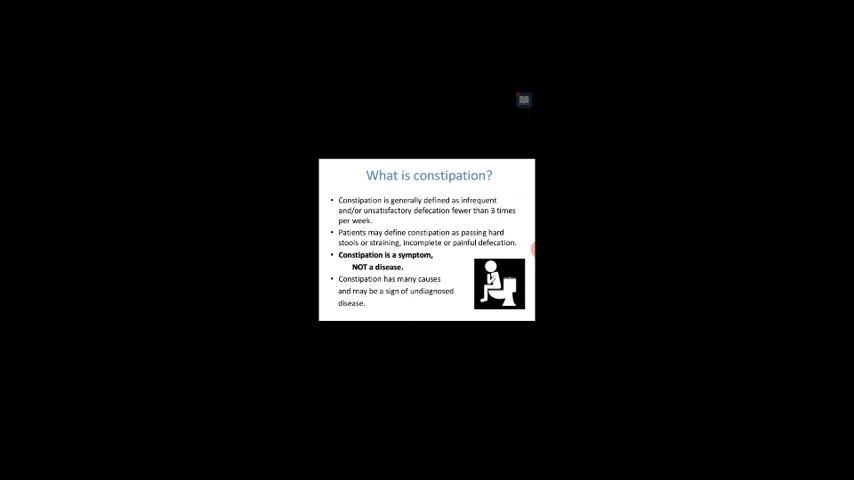 What is constipation?
• Constipation is generally defined as infrequent
and/or unsatisfactory defecation fewer than 3 times
per week.
• Patients may define constipation as passing hard
stools or straining, incomplete or painful defecation.
• Constipation is a symptom,
NOT a disease.
• Constipation has many causes
and may be a sign of undiagnosed
disease.